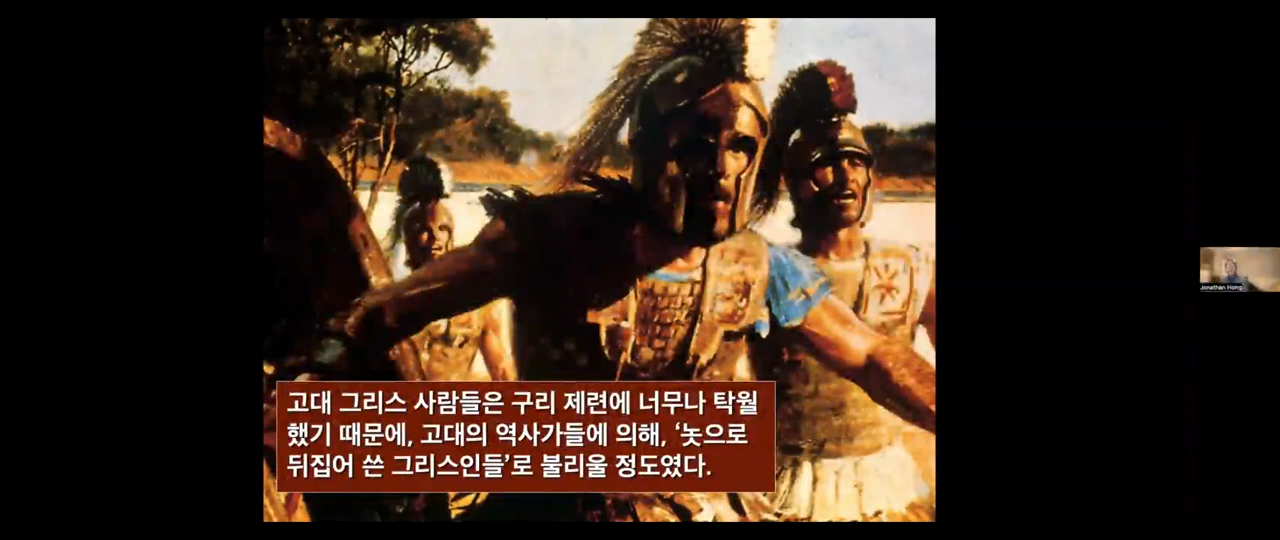 고대 그리스 사람들은 구리 제련에 너무나 탁월
했기 때문에, 고대의 역사가들에 의해, ‘놋으로
뒤집어 쓴 그리스인들’로 불리울 정도였다.
Jonathan Hong